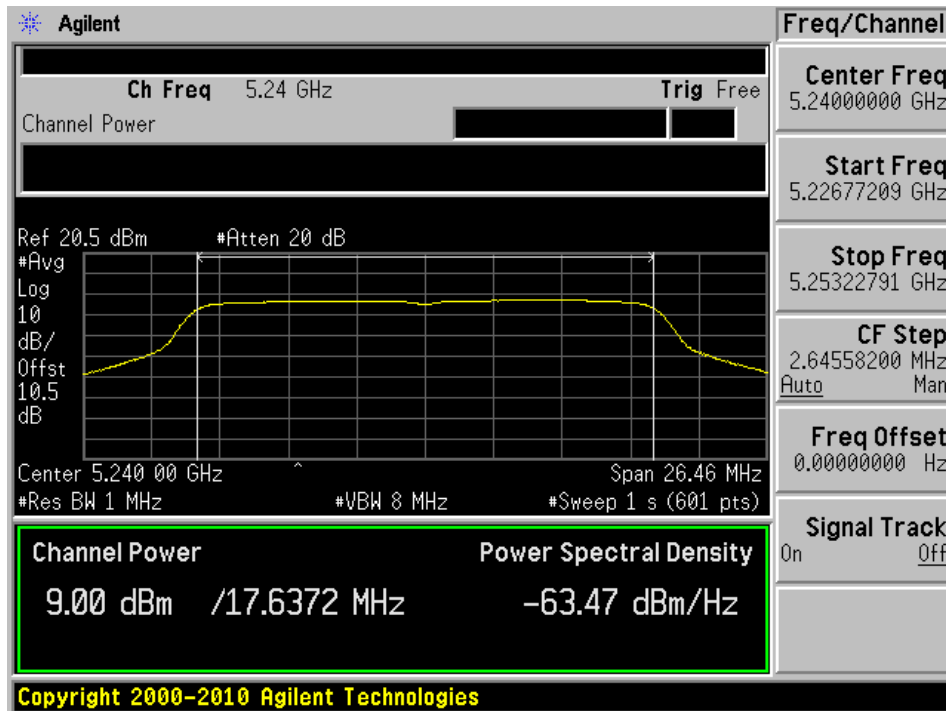 Agilent
Freq/Channel
Ch Freq 5.24 GHz Trig Free
Channel Power
Center Freq
5.24000000 GHz
Start Freq
5.22677209 GHz
Stop Freq
5.25322791 GHz
CF Step
2.64558200 MHz
Auto Man
Freq Offset
0.00000000 Hz
Signal Track
On Off
Ref 20.5 dBm #Atten 20 dB
#Avg
Log
10
dB/
Offst
10.5
dB
Center 5.240 00 GHz ^ Span 26.46 MHz
#Res BW 1 MHz #VBW 8 MHz #Sweep 1 s (601 pts)
Channel Power Power Spectral Density
9.00 dBm /17.6372 MHz -63.47 dBm/Hz
Copyright 2000-2010 Agilent Technologies